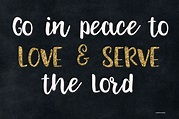 Go in peace to
LOVE & SERVE
the Lord